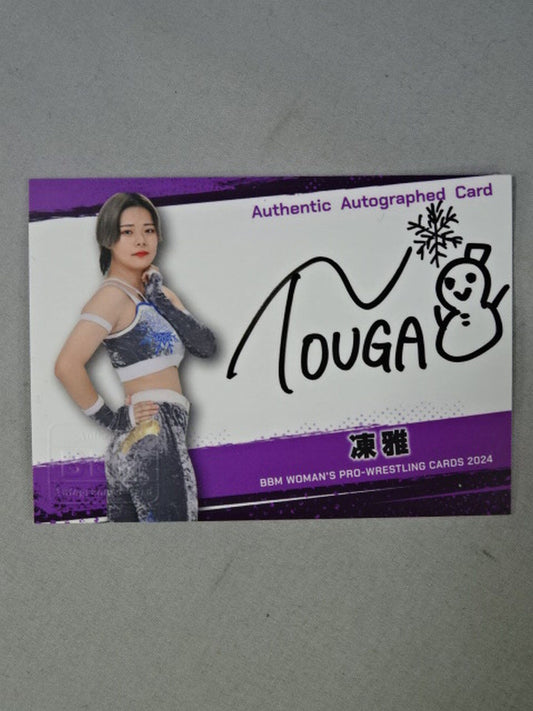 Authentic Autographed Card
TOUGA
凍雅
BBM WOMAN'S PRO-WRESTLING CARDS 2024